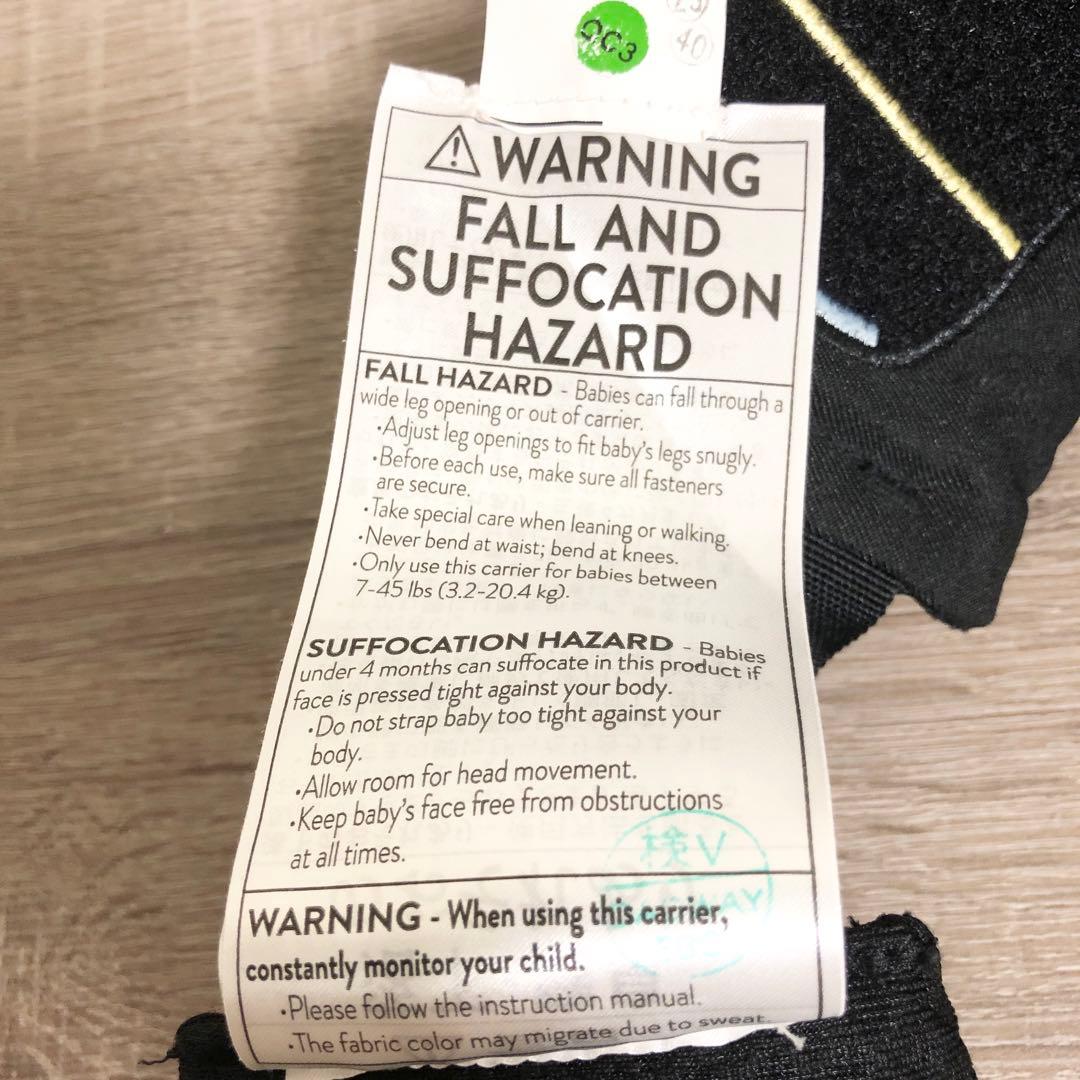 QC3
40
WARNING
FALL AND
SUFFOCATION
HAZARD
FALL HAZARD - Babies can fall through a
wide leg opening or out of carrier.
·Adjust leg openings to fit baby's legs snugly.
·Before each use, make sure all fasteners
are secure.
·Take special care when leaning or walking.
·Never bend at waist; bend at knees.
·Only use this carrier for babies between
7-45 lbs (3.2-20.4 kg).
SUFFOCATION HAZARD - Babies
under 4 months can suffocate in this product if
face is pressed tight against your body.
·Do not strap baby too tight against your
body.
·Allow room for head movement.
·Keep baby's face free from obstructions
at all times.
検V
WARNING - When using this carrier,
constantly monitor your child.
·Please follow the instruction manual.
·The fabric color may migrate due to sweat.